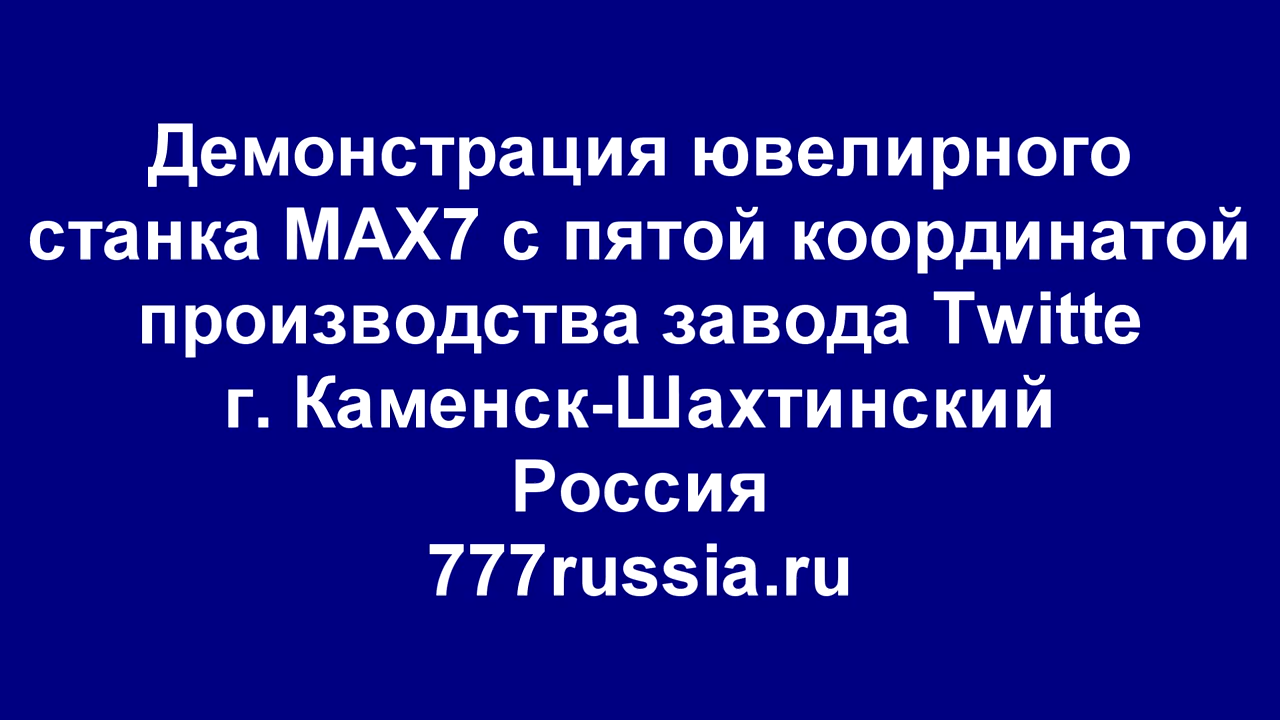 Демонстрация ювелирного
станка MAX7 с пятой координатой
производства завода Twitte
г. Каменск-Шахтинский
Россия
777russia.ru